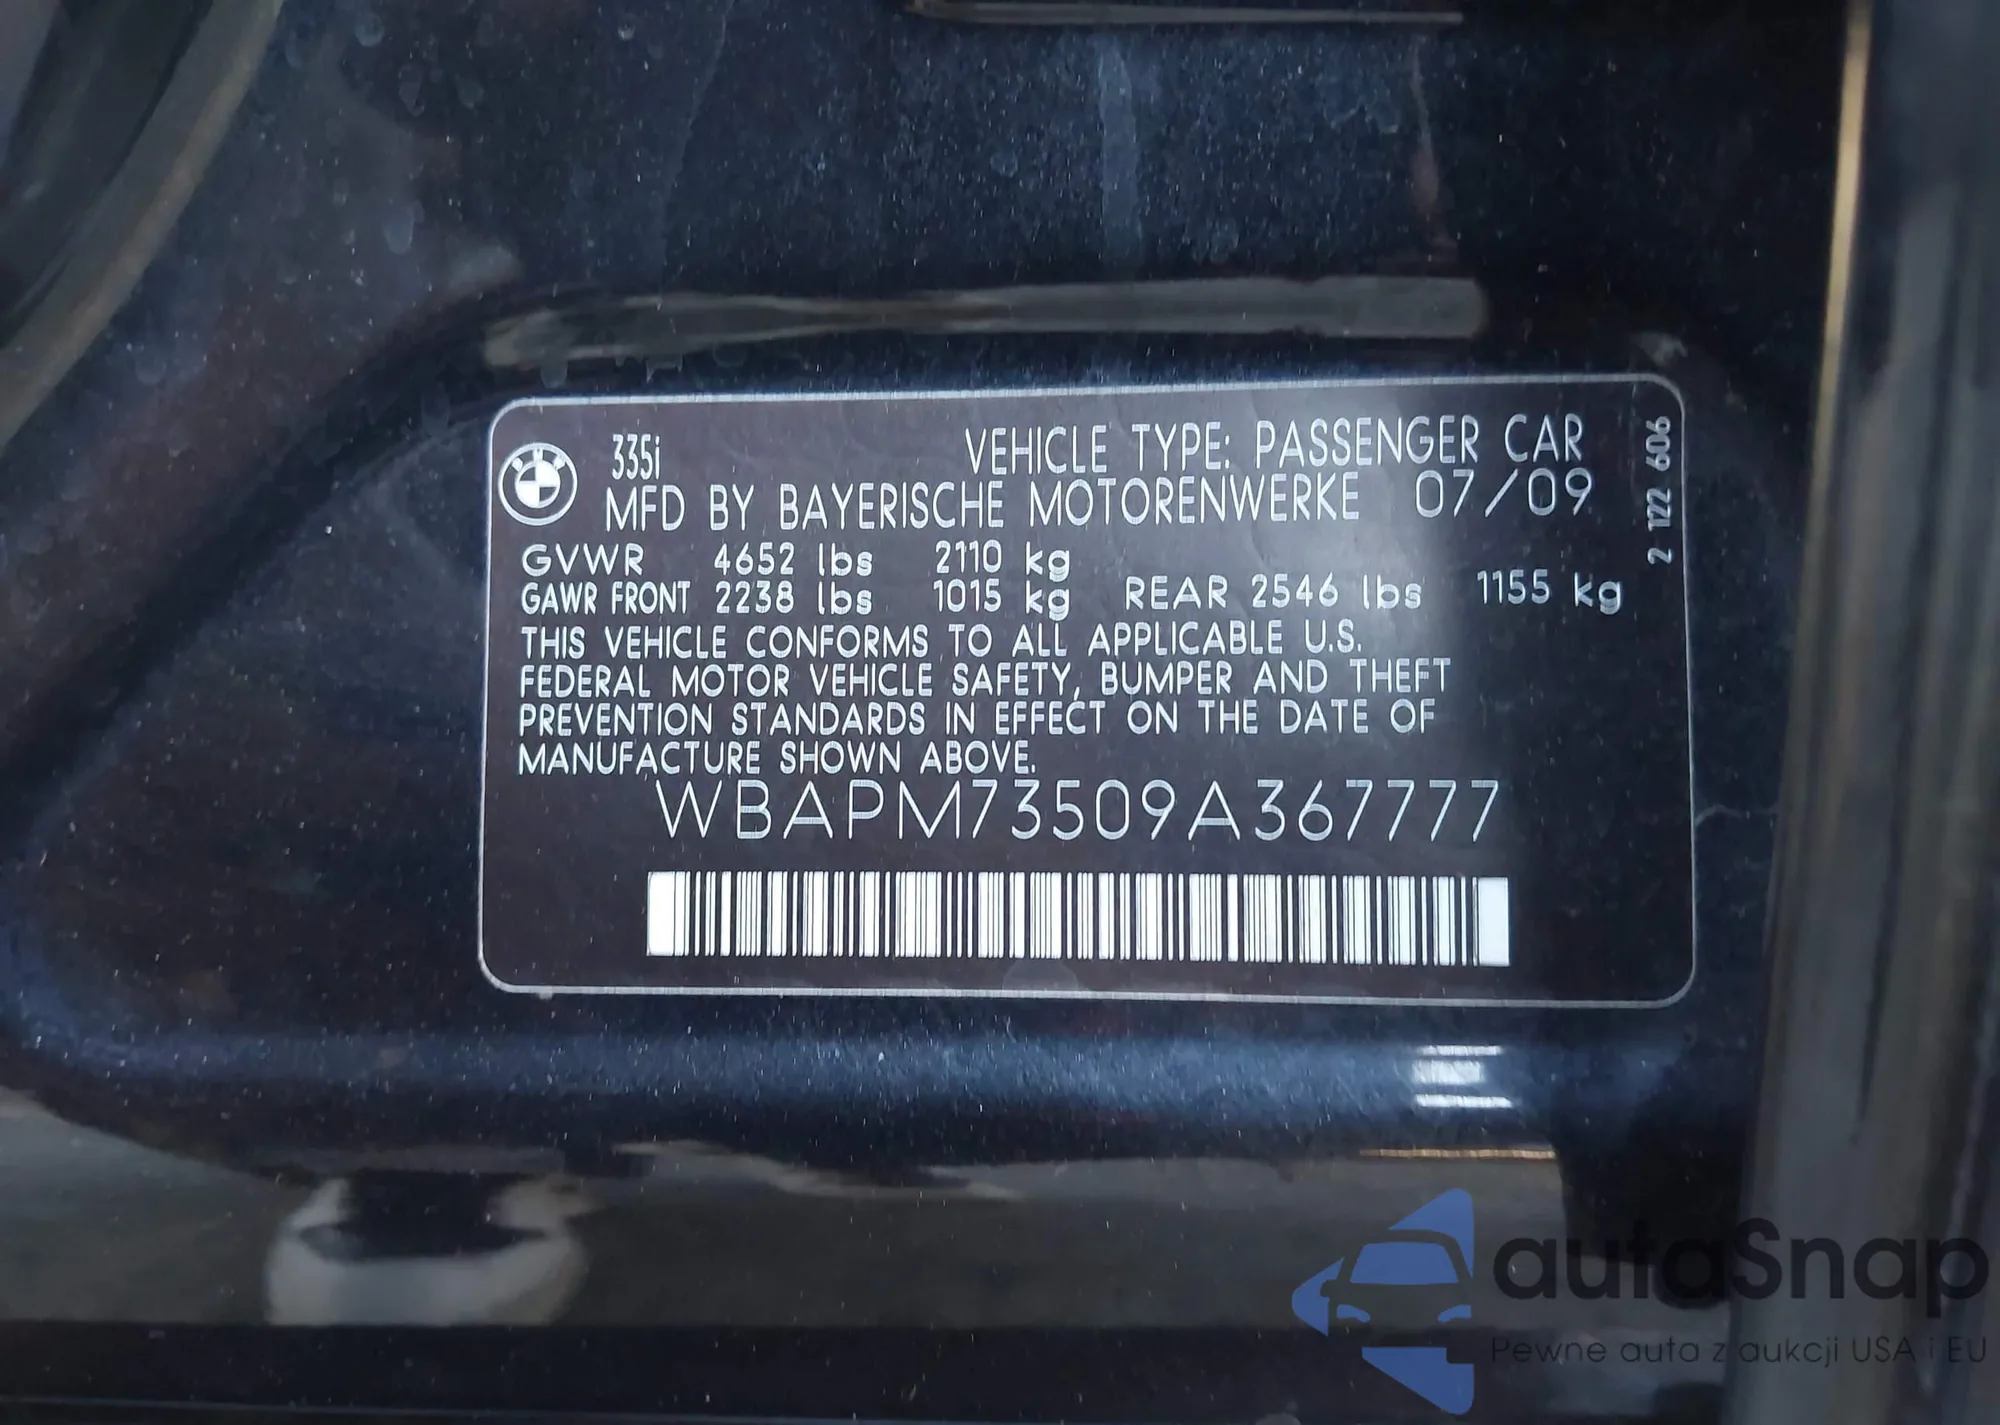 335i VEHICLE TYPE: PASSENGER CAR
MFD BY BAYERISCHE MOTORENWERKE 07/09
GVWR 4652 lbs 2110 kg
GAWR FRONT 2238 lbs 1015 kg REAR 2546 lbs 1155 kg
THIS VEHICLE CONFORMS TO ALL APPLICABLE U.S.
FEDERAL MOTOR VEHICLE SAFETY, BUMPER AND THEFT
PREVENTION STANDARDS IN EFFECT ON THE DATE OF
MANUFACTURE SHOWN ABOVE.
WBAPM73509A367777
2 122 606
autaSnap
Pewne auta z aukcji USA i EU